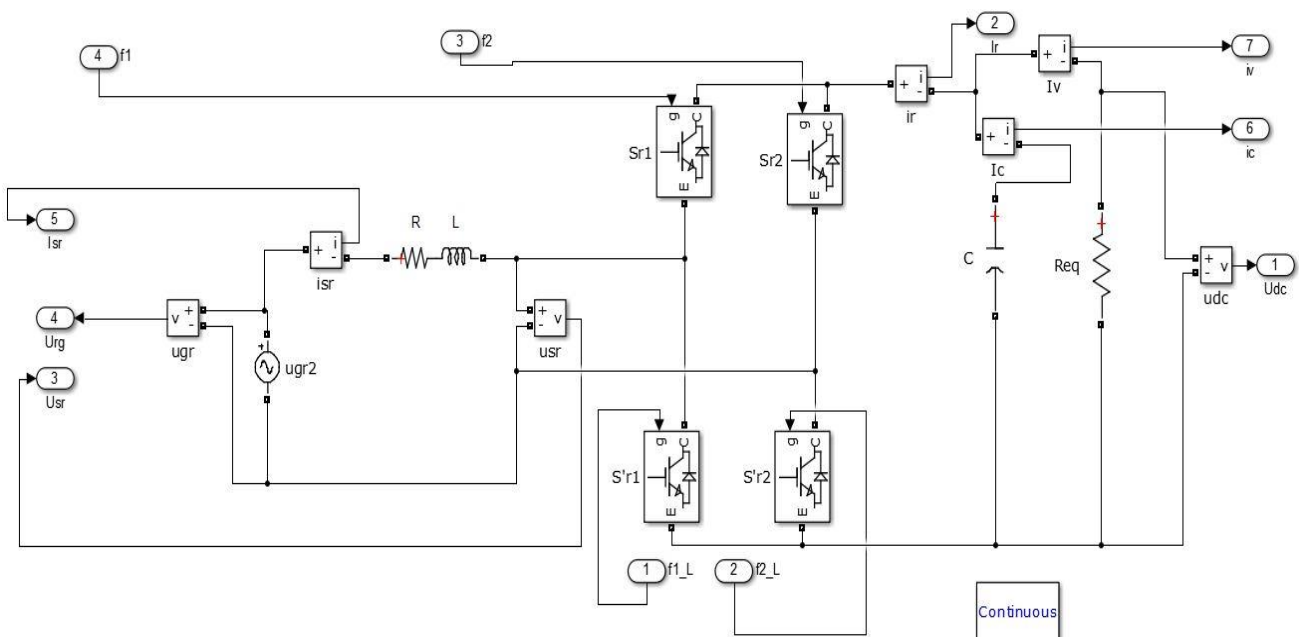 4 f1
3 f2
2
Ir
+ i -
ir
+ i -
Iv
7
iv
+ i -
Ic
6
ic
g C E
Sr1
g C E
Sr2
5
Isr
+ i -
isr
R L
+
4
Urg
v + -
ugr
+
ugr2
+ v -
usr
3
Usr
+
C
+
Req
+ v -
udc
1
Udc
g C E
S'r1
g C E
S'r2
1 f1_L
2 f2_L
Continuous